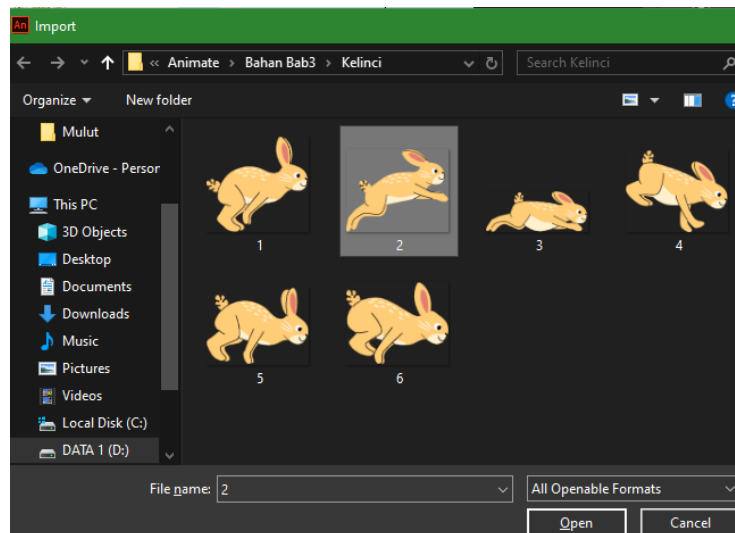 An Import
« Animate > Bahan Bab3 > Kelinci
Search Kelinci
Organize
New folder
Mulut
OneDrive - Person
This PC
3D Objects
Desktop
Documents
Downloads
Music
Pictures
Videos
Local Disk (C:)
DATA 1 (D:)
1
2
3
4
5
6
File name: 2
All Openable Formats
Open
Cancel